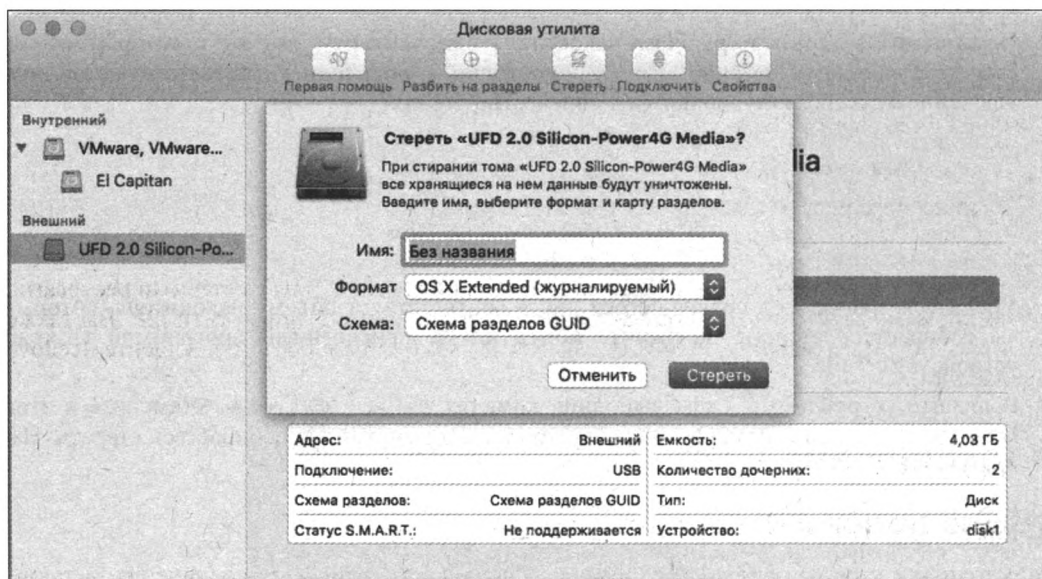 Дисковая утилита
Первая помощь Разбить на разделы Стереть Подключить Свойства
Внутренний
VMware, VMware...
El Capitan
Внешний
UFD 2.0 Silicon-Po...
Стереть «UFD 2.0 Silicon-Power4G Media»?
При стирании тома «UFD 2.0 Silicon-Power4G Media»
все хранящиеся на нем данные будут уничтожены.
Введите имя, выберите формат и карту разделов.
Имя: Без названия
Формат OS X Extended (журналируемый)
Схема: Схема разделов GUID
Отменить Стереть
dia
Адрес: Внешний Емкость: 4,03 ГБ
Подключение: USB Количество дочерних: 2
Схема разделов: Схема разделов GUID Тип: Диск
Статус S.M.A.R.T.: Не поддерживается Устройство: disk1